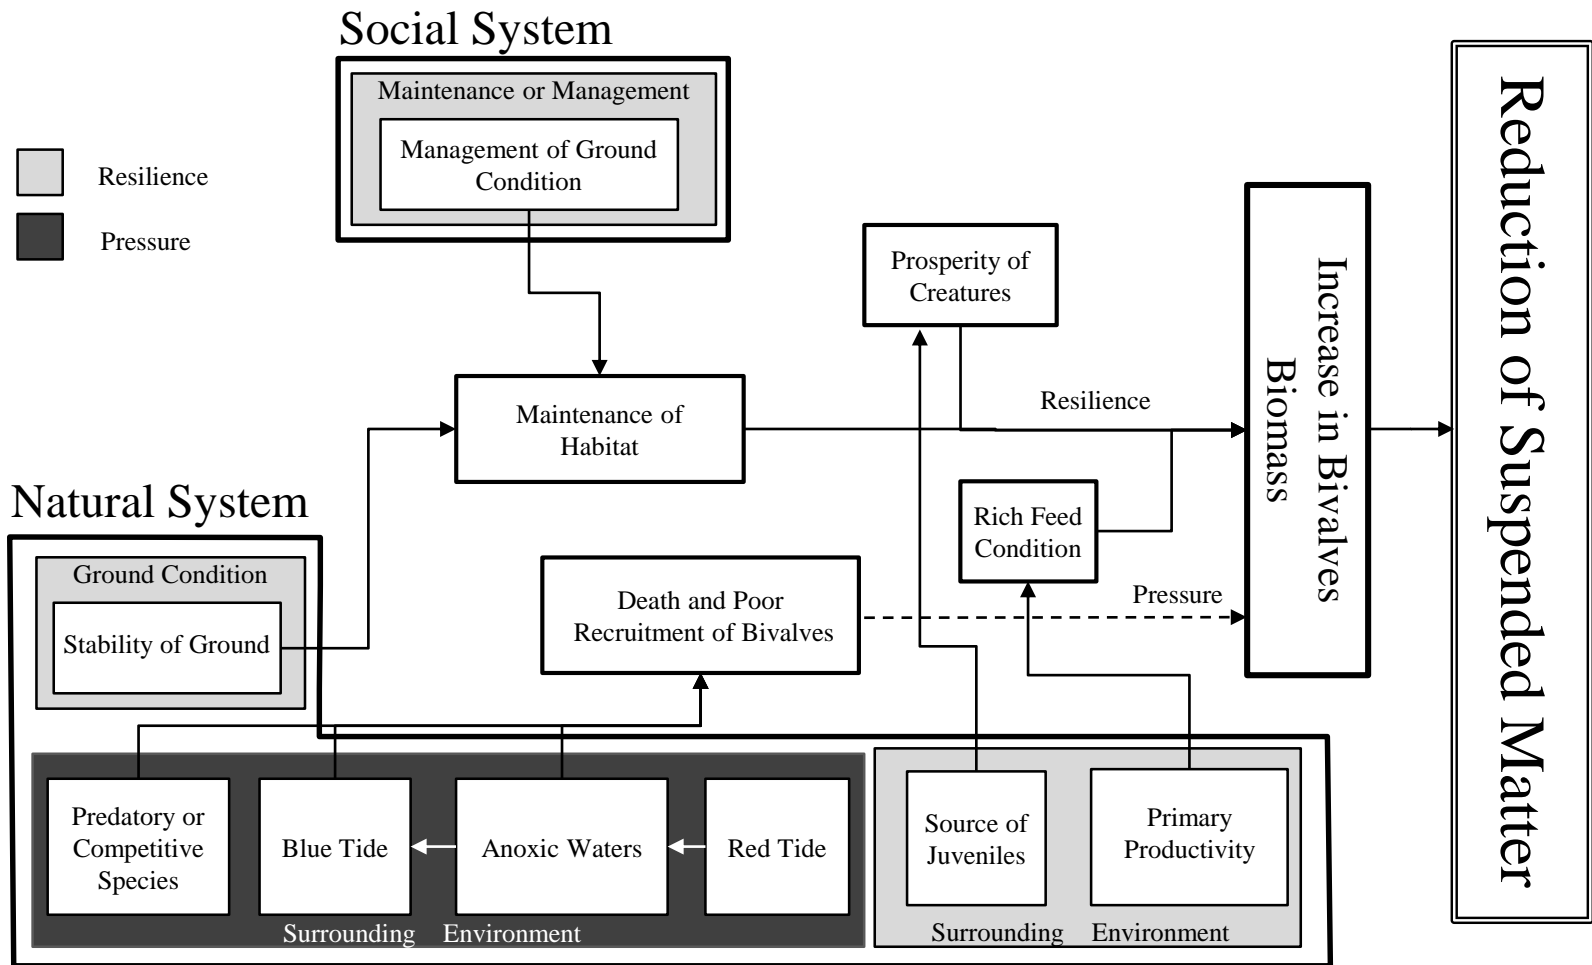 Social System
Maintenance or Management
Management of Ground
Condition
Resilience
Pressure
Prosperity of
Creatures
Maintenance of
Habitat
Resilience
Increase in Bivalves
Biomass
Reduction of Suspended Matter
Natural System
Ground Condition
Stability of Ground
Rich Feed
Condition
Death and Poor
Recruitment of Bivalves
Pressure
Predatory or
Competitive
Species
Blue Tide
Anoxic Waters
Red Tide
Surrounding Environment
Source of
Juveniles
Primary
Productivity
Surrounding Environment